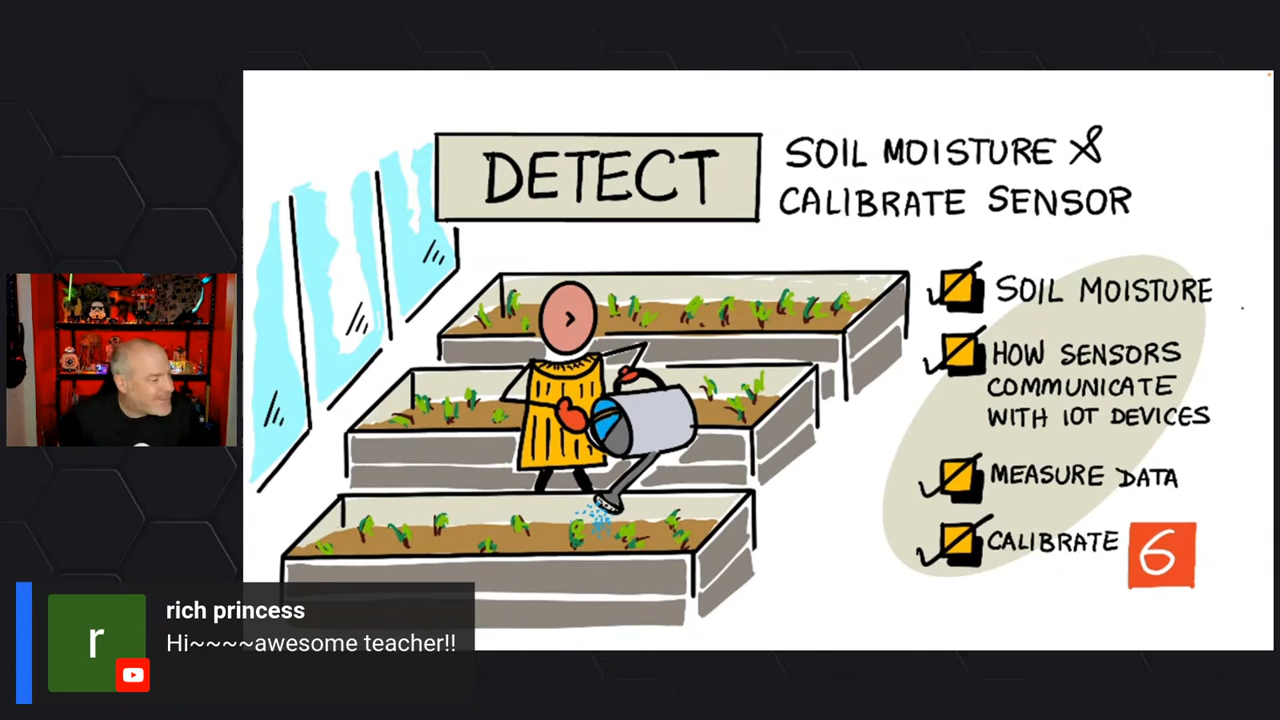 DETECT
SOIL MOISTURE &
CALIBRATE SENSOR
SOIL MOISTURE
HOW SENSORS
COMMUNICATE
WITH IOT DEVICES
MEASURE DATA
CALIBRATE
6
r
rich princess
Hi~~~~awesome teacher!!